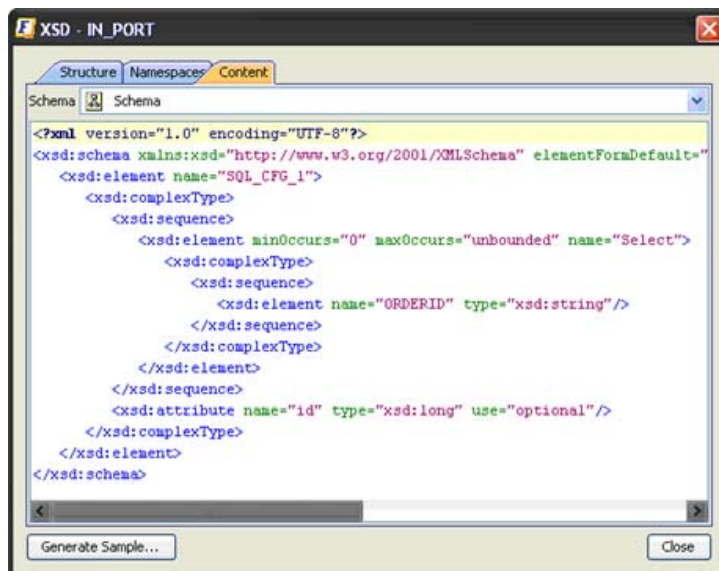 XSD - IN_PORT
Structure Namespaces Content
Schema Schema
<?xml version="1.0" encoding="UTF-8"?>
<xsd:schema xmlns:xsd="http://www.w3.org/2001/XMLSchema" elementFormDefault="
<xsd:element name="SQL_CFG_1">
<xsd:complexType>
<xsd:sequence>
<xsd:element minOccurs="0" maxOccurs="unbounded" name="Select">
<xsd:complexType>
<xsd:sequence>
<xsd:element name="ORDERID" type="xsd:string"/>
</xsd:sequence>
</xsd:complexType>
</xsd:element>
</xsd:sequence>
<xsd:attribute name="id" type="xsd:long" use="optional"/>
</xsd:complexType>
</xsd:element>
</xsd:schema>
Generate Sample... Close